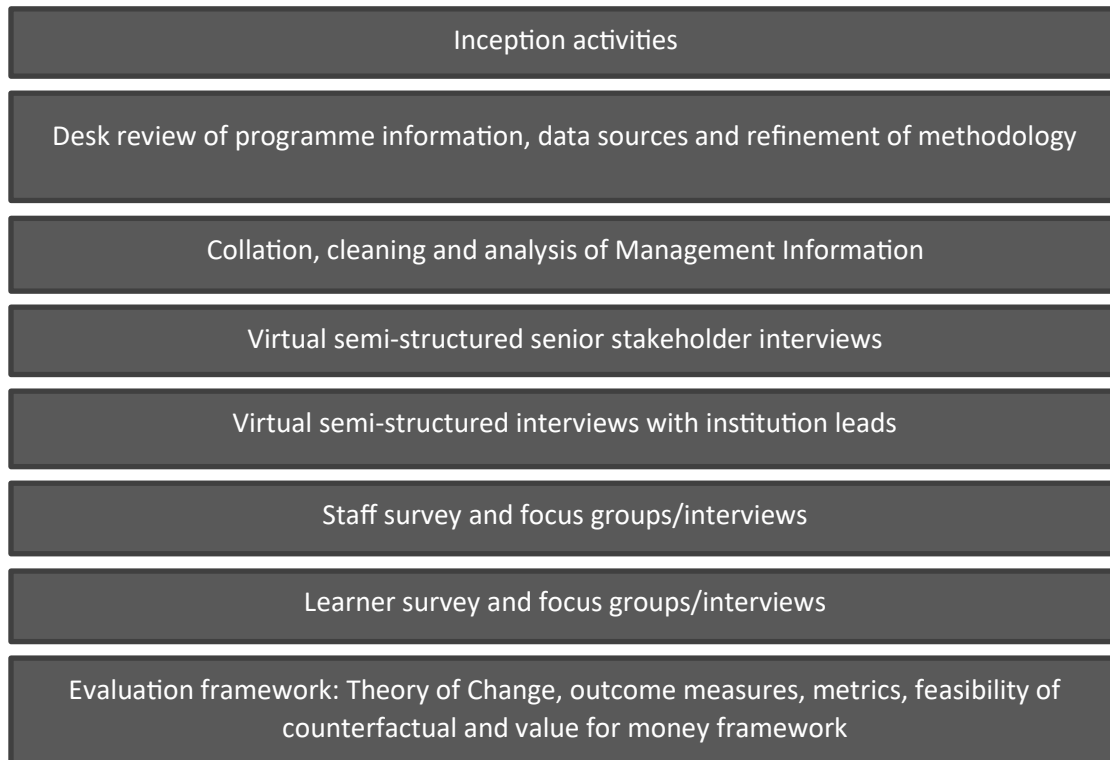 Inception activities
Desk review of programme information, data sources and refinement of methodology
Collation, cleaning and analysis of Management Information
Virtual semi-structured senior stakeholder interviews
Virtual semi-structured interviews with institution leads
Staff survey and focus groups/interviews
Learner survey and focus groups/interviews
Evaluation framework: Theory of Change, outcome measures, metrics, feasibility of
counterfactual and value for money framework